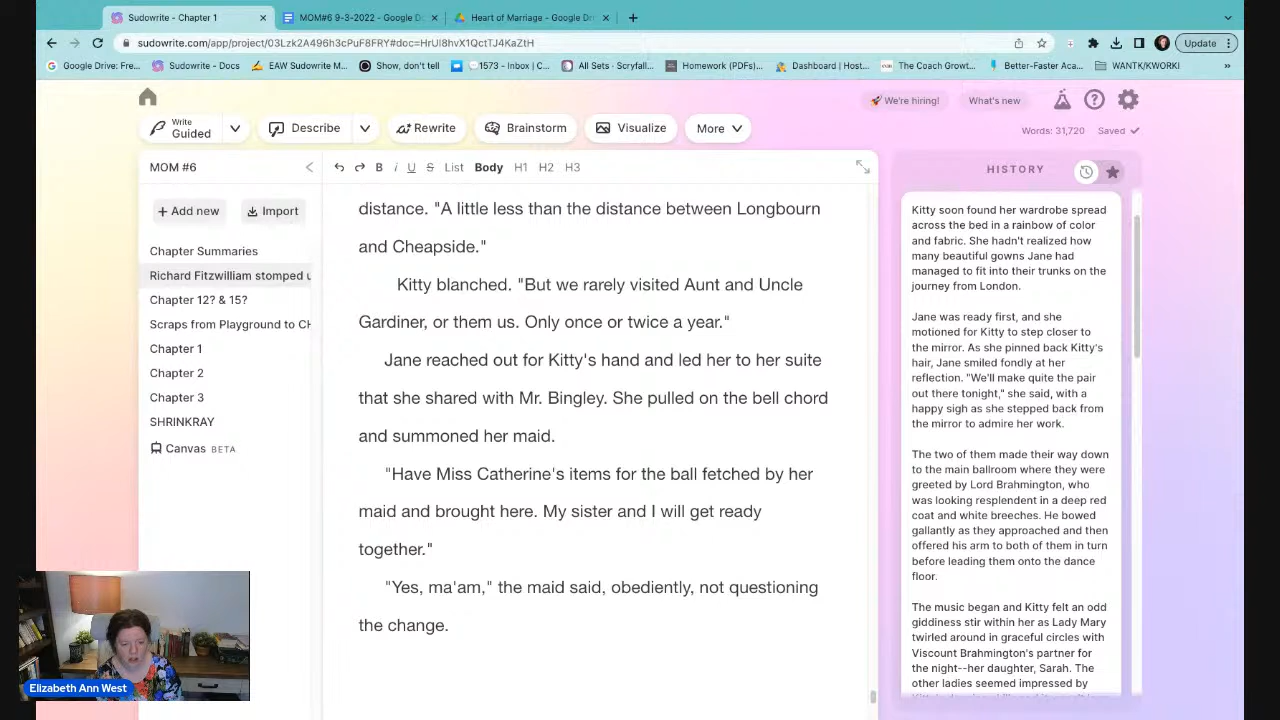 Sudowrite - Chapter 1
MOM#6 9-3-2022 - Google D
Heart of Marriage - Google Dri
sudowrite.com/app/project/03Lzk2A496h3cPuF8FRY#doc=HrUl8hvX1QctTJ4KaZtH
Update
Google Drive: Fre...
Sudowrite - Docs
EAW Sudowrite M...
Show, don't tell
1573 - Inbox | C...
All Sets - Scryfall...
Homework (PDFs)...
Dashboard | Host...
The Coach Growt...
Better-Faster Aca...
WANTK/KWORKI
We're hiring!
What's new
Write
Guided
Describe
Rewrite
Brainstorm
Visualize
More
Words: 31,720
Saved
MOM #6
B i U S List Body H1 H2 H3
HISTORY
+ Add new
Import
Chapter Summaries
Richard Fitzwilliam stomped u
Chapter 12? & 15?
Scraps from Playground to CH
Chapter 1
Chapter 2
Chapter 3
SHRINKRAY
Canvas BETA
distance. "A little less than the distance between Longbourn
and Cheapside."
Kitty blanched. "But we rarely visited Aunt and Uncle
Gardiner, or them us. Only once or twice a year."
Jane reached out for Kitty's hand and led her to her suite
that she shared with Mr. Bingley. She pulled on the bell chord
and summoned her maid.
"Have Miss Catherine's items for the ball fetched by her
maid and brought here. My sister and I will get ready
together."
"Yes, ma'am," the maid said, obediently, not questioning
the change.
Kitty soon found her wardrobe spread
across the bed in a rainbow of color
and fabric. She hadn't realized how
many beautiful gowns Jane had
managed to fit into their trunks on the
journey from London.
Jane was ready first, and she
motioned for Kitty to step closer to
the mirror. As she pinned back Kitty's
hair, Jane smiled fondly at her
reflection. "We'll make quite the pair
out there tonight," she said, with a
happy sigh as she stepped back from
the mirror to admire her work.
The two of them made their way down
to the main ballroom where they were
greeted by Lord Brahmington, who
was looking resplendent in a deep red
coat and white breeches. He bowed
gallantly as they approached and then
offered his arm to both of them in turn
before leading them onto the dance
floor.
The music began and Kitty felt an odd
giddiness stir within her as Lady Mary
twirled around in graceful circles with
Viscount Brahmington's partner for
the night--her daughter, Sarah. The
other ladies seemed impressed by
Elizabeth Ann West